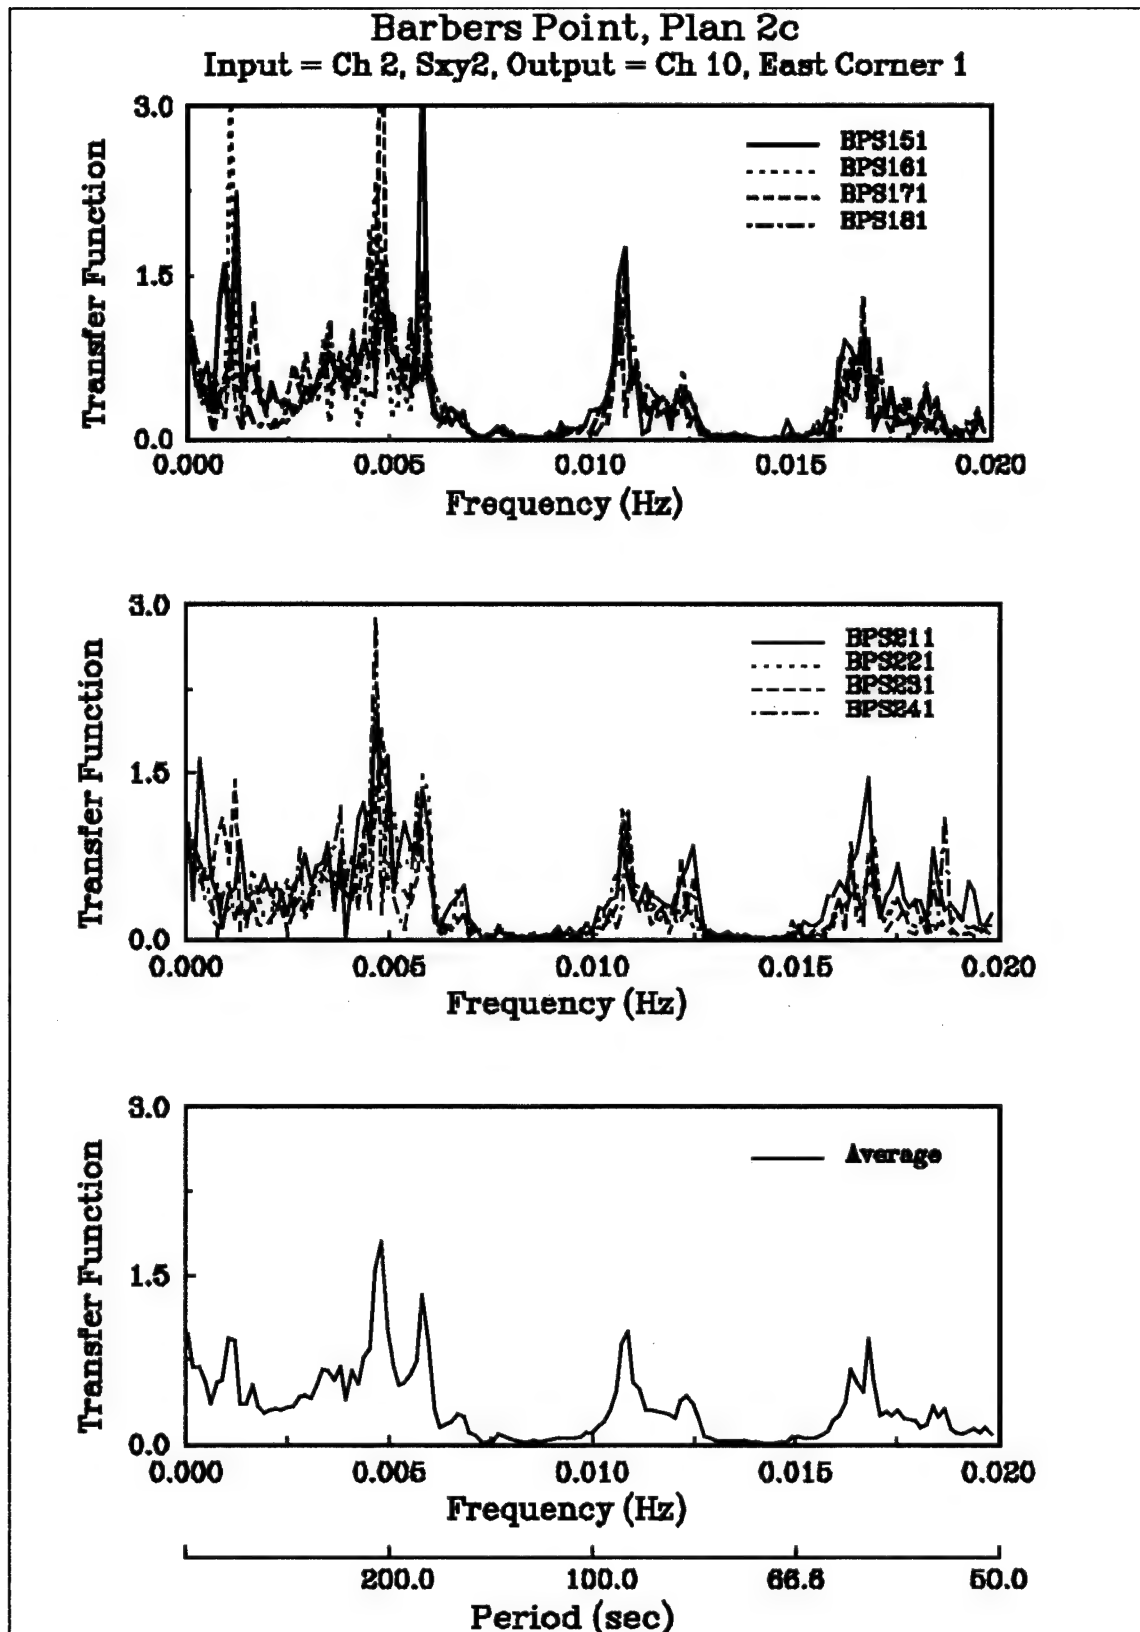 Barbers Point, Plan 2c
Input = Ch 2, Sxy2, Output = Ch 10, East Corner 1
3.0
1.5
0.0
Transfer Function
BPS151
BPS161
BPS171
BPS181
0.000 0.005 0.010 0.015 0.020
Frequency (Hz)
3.0
1.5
0.0
Transfer Function
BPS211
BPS221
BPS231
BPS241
0.000 0.005 0.010 0.015 0.020
Frequency (Hz)
3.0
1.5
0.0
Transfer Function
Average
0.000 0.005 0.010 0.015 0.020
Frequency (Hz)
200.0 100.0 66.6 50.0
Period (sec)